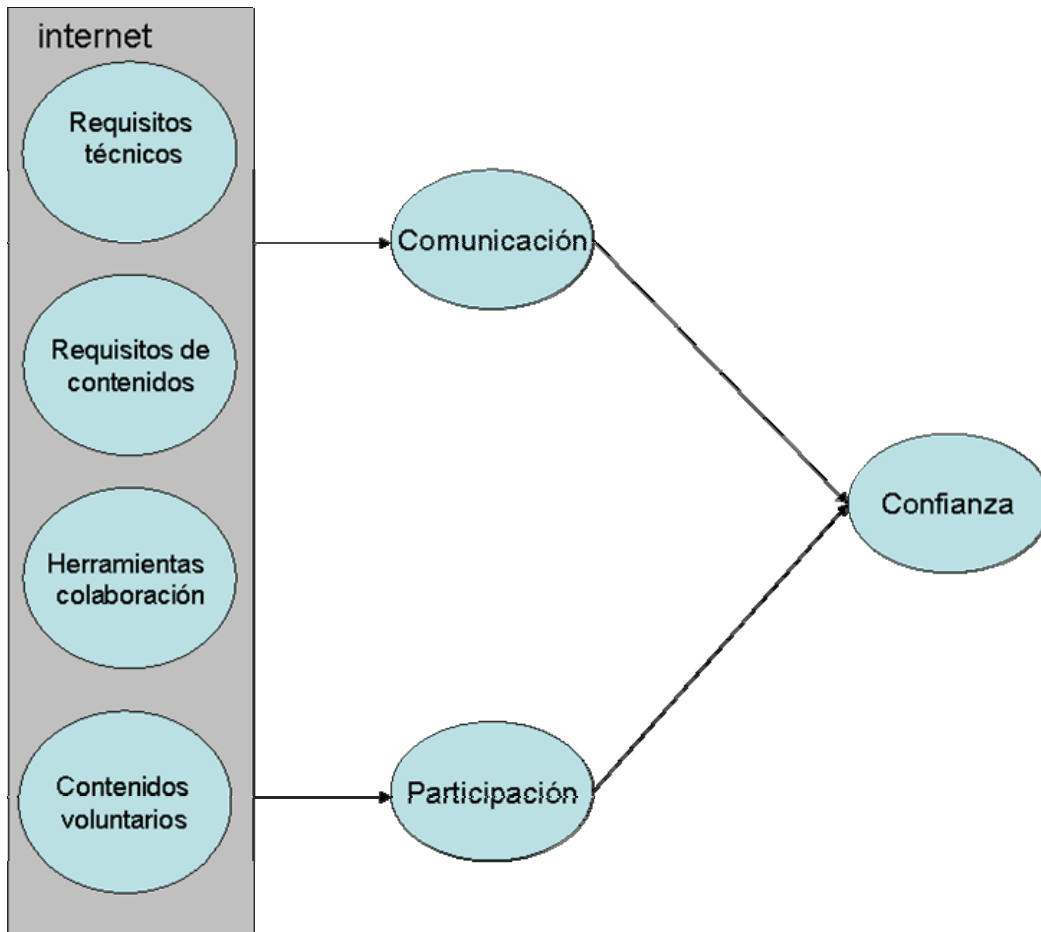 internet
Requisitos
técnicos
Comunicación
Requisitos de
contenidos
Confianza
Herramientas
colaboración
Contenidos
voluntarios
Participación